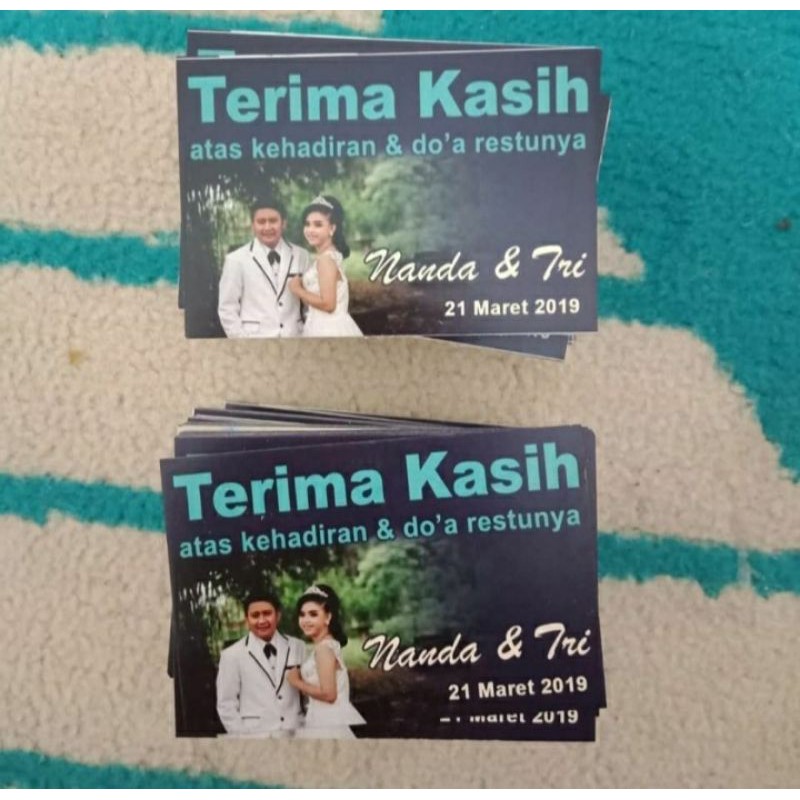 Terima Kasih
atas kehadiran & do'a restunya
Nanda & Tri
21 Maret 2019
Terima Kasih
atas kehadiran & do'a restunya
Nanda & Tri
21 Maret 2019
21 Maret 2019